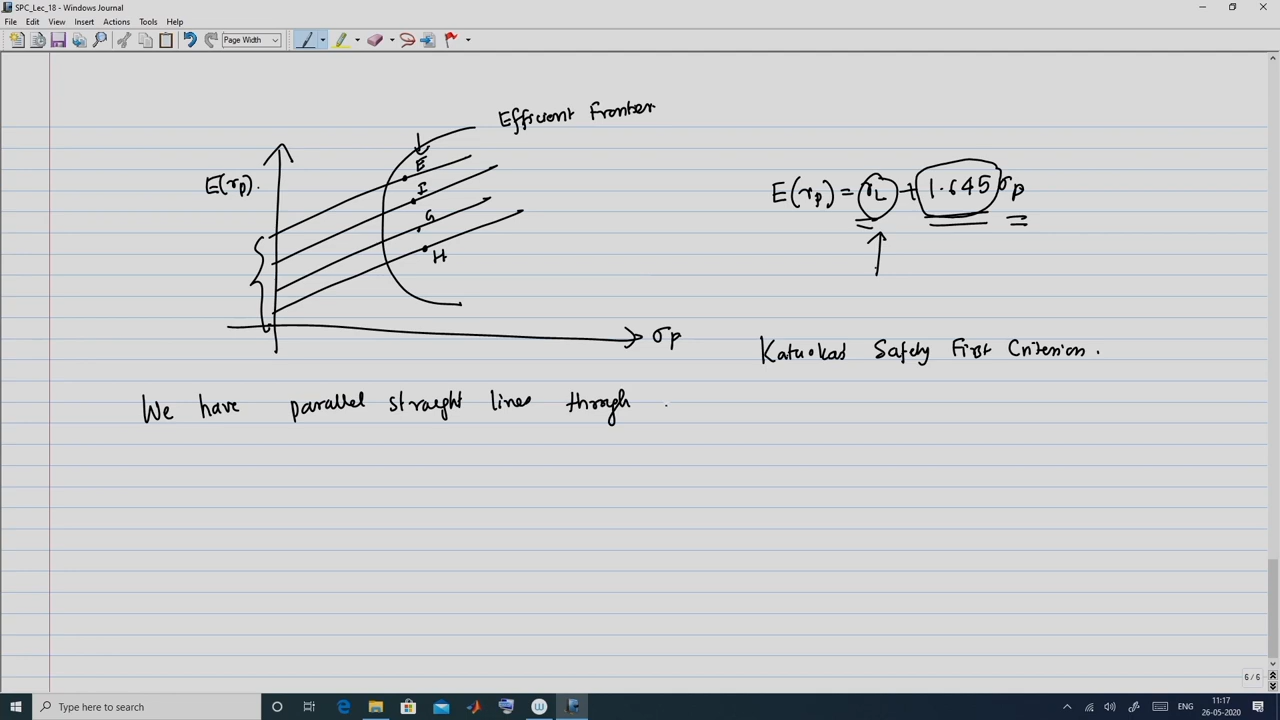 SPC_Lec_18 - Windows Journal
File Edit View Insert Actions Tools Help
Page Width
Efficient Frontier
E(rp).
E
I
G
H
σp
E(rp) = rL + 1.645 σp
Kataokas Safety First Criterion.
We have parallel straight lines through .
6 / 6
Type here to search
ENG
11:17
26-05-2020